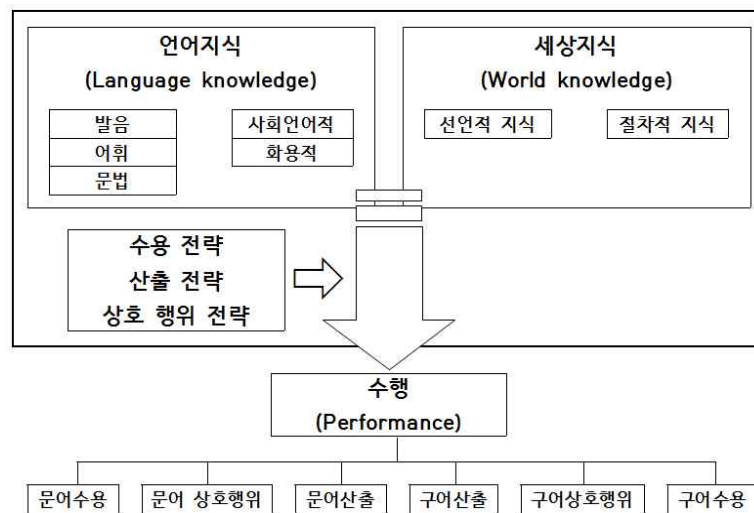 언어지식
(Language knowledge)
발음
어휘
문법
사회언어적
화용적
세상지식
(World knowledge)
선언적 지식
절차적 지식
수용 전략
산출 전략
상호 행위 전략
수행
(Performance)
문어수용
문어 상호행위
문어산출
구어산출
구어상호행위
구어수용